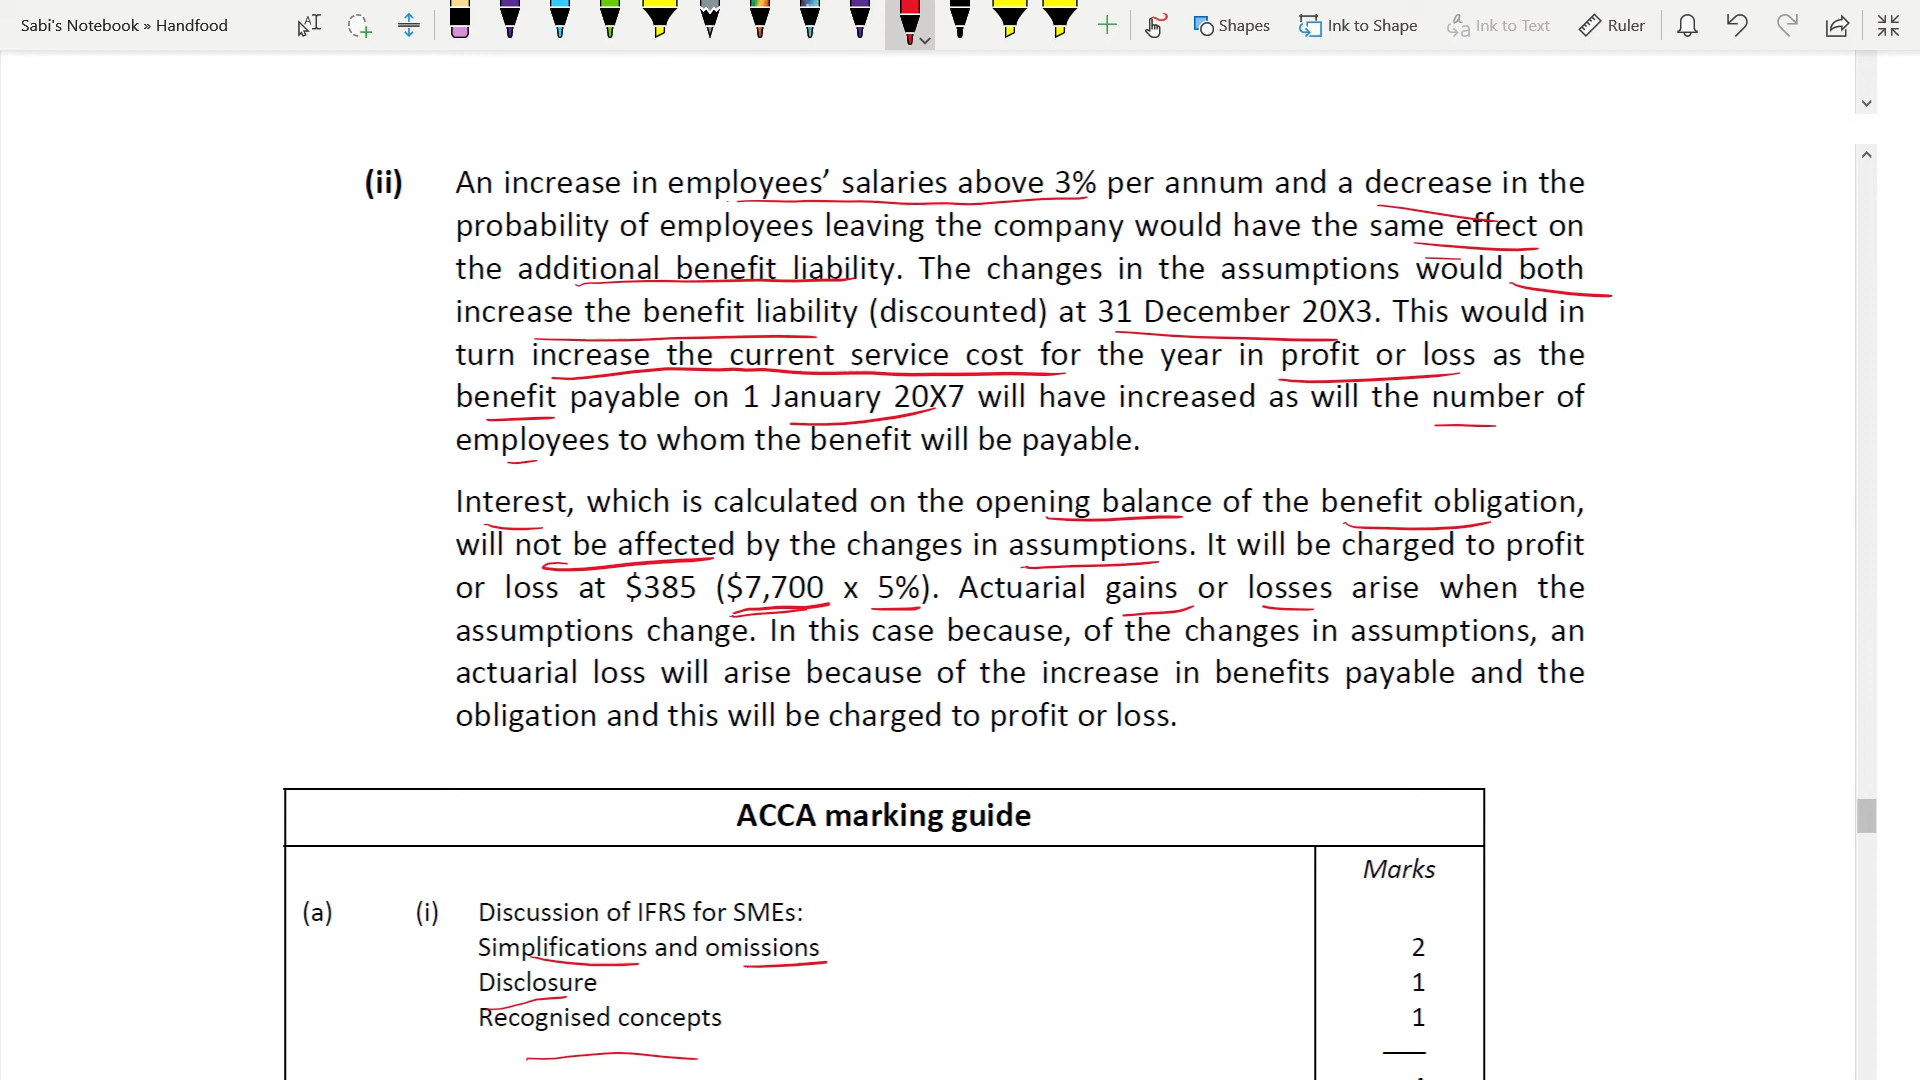 Sabi's Notebook » Handfood
Shapes
Ink to Shape
Ink to Text
Ruler
(ii) An increase in employees’ salaries above 3% per annum and a decrease in the
probability of employees leaving the company would have the same effect on
the additional benefit liability. The changes in the assumptions would both
increase the benefit liability (discounted) at 31 December 20X3. This would in
turn increase the current service cost for the year in profit or loss as the
benefit payable on 1 January 20X7 will have increased as will the number of
employees to whom the benefit will be payable.
Interest, which is calculated on the opening balance of the benefit obligation,
will not be affected by the changes in assumptions. It will be charged to profit
or loss at $385 ($7,700 x 5%). Actuarial gains or losses arise when the
assumptions change. In this case because, of the changes in assumptions, an
actuarial loss will arise because of the increase in benefits payable and the
obligation and this will be charged to profit or loss.
ACCA marking guide
Marks
(a) (i) Discussion of IFRS for SMEs:
Simplifications and omissions 2
Disclosure 1
Recognised concepts 1